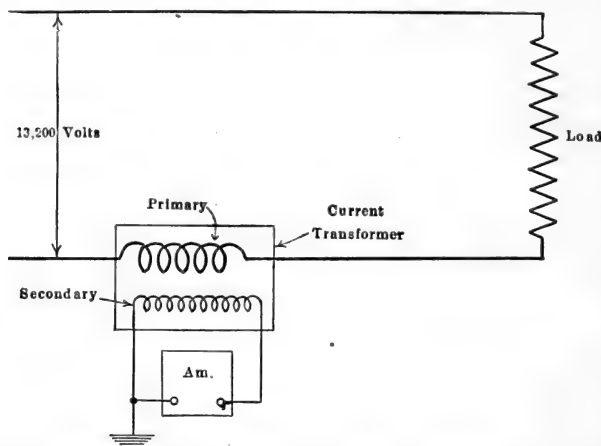 13,200 Volts
Load
Primary
Current
Transformer
Secondary
Am.